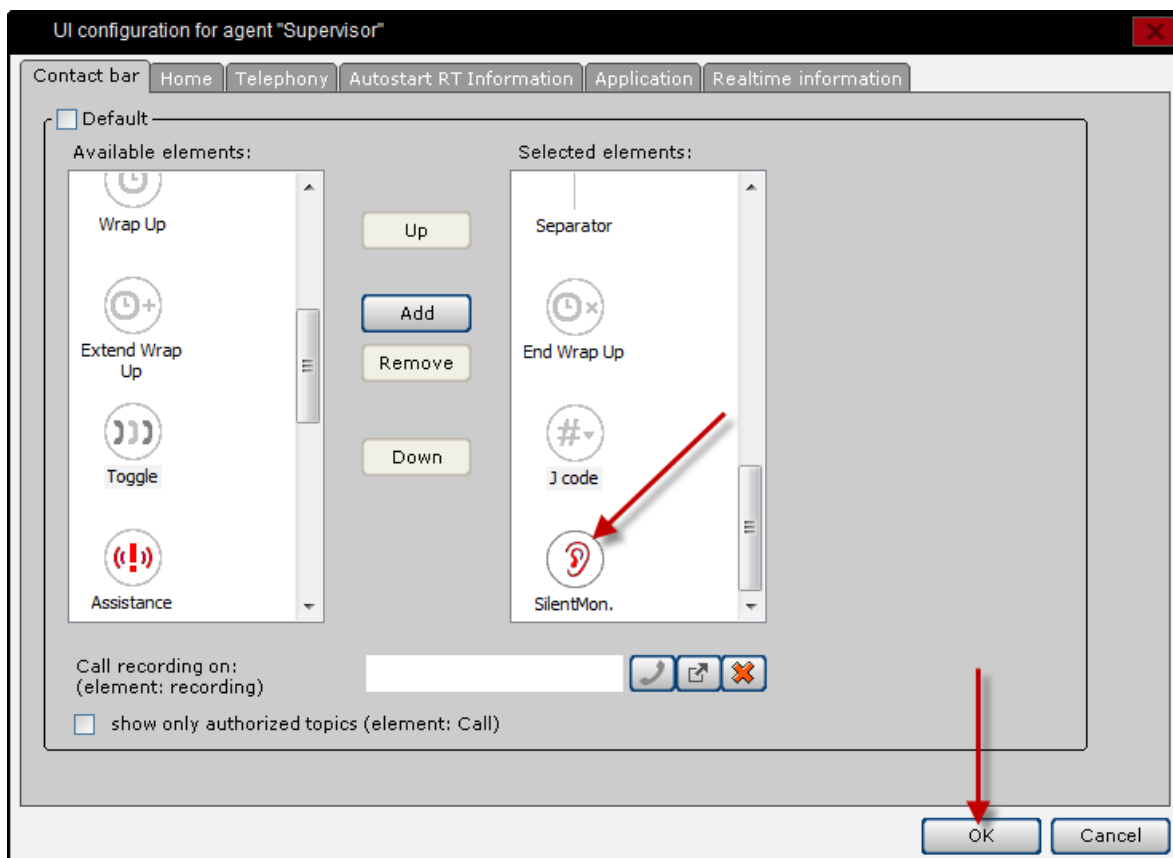 UI configuration for agent "Supervisor"
Contact bar Home Telephony Autostart RT Information Application Realtime information
Default
Available elements:
Selected elements:
Wrap Up
Extend Wrap
Up
Toggle
Assistance
Up
Add
Remove
Down
Separator
End Wrap Up
J code
SilentMon.
Call recording on:
(element: recording)
show only authorized topics (element: Call)
OK Cancel